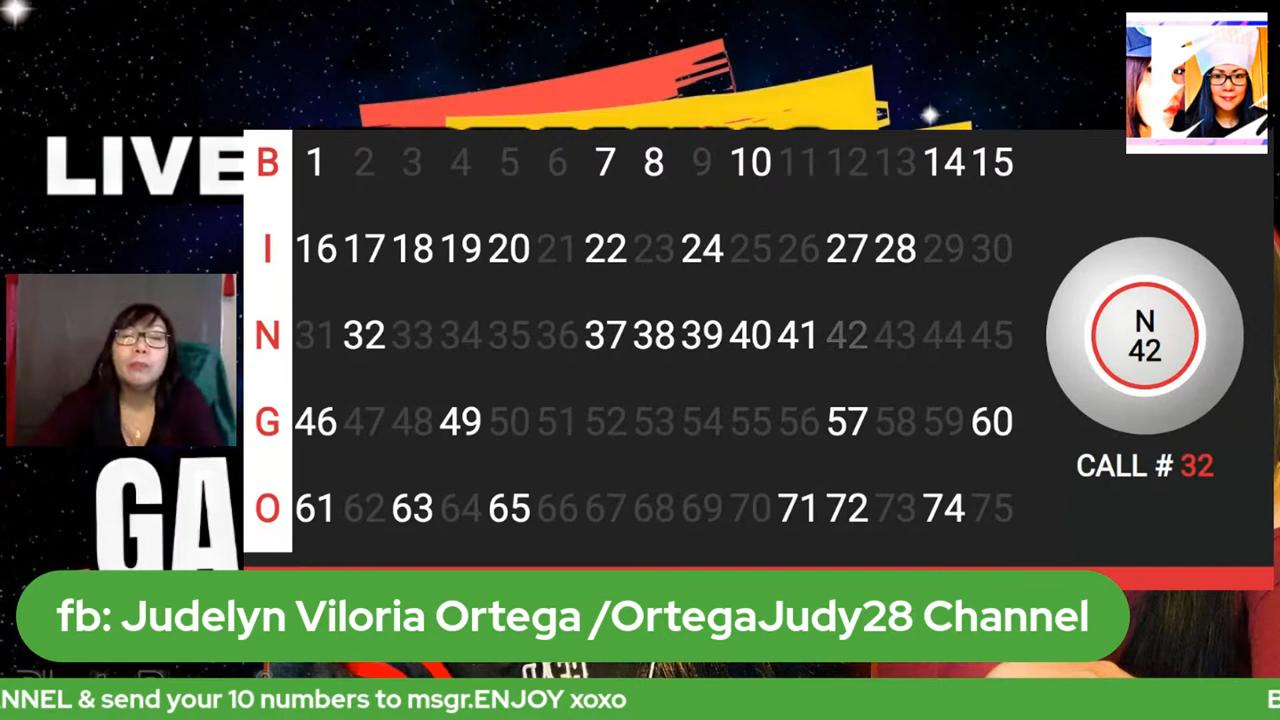 LIVE
B 1 2 3 4 5 6 7 8 9 10 11 12 13 14 15
I 16 17 18 19 20 21 22 23 24 25 26 27 28 29 30
N 31 32 33 34 35 36 37 38 39 40 41 42 43 44 45
G 46 47 48 49 50 51 52 53 54 55 56 57 58 59 60
O 61 62 63 64 65 66 67 68 69 70 71 72 73 74 75
N
42
CALL # 32
GA
fb: Judelyn Viloria Ortega /OrtegaJudy28 Channel
NNEL & send your 10 numbers to msgr.ENJOY xoxo